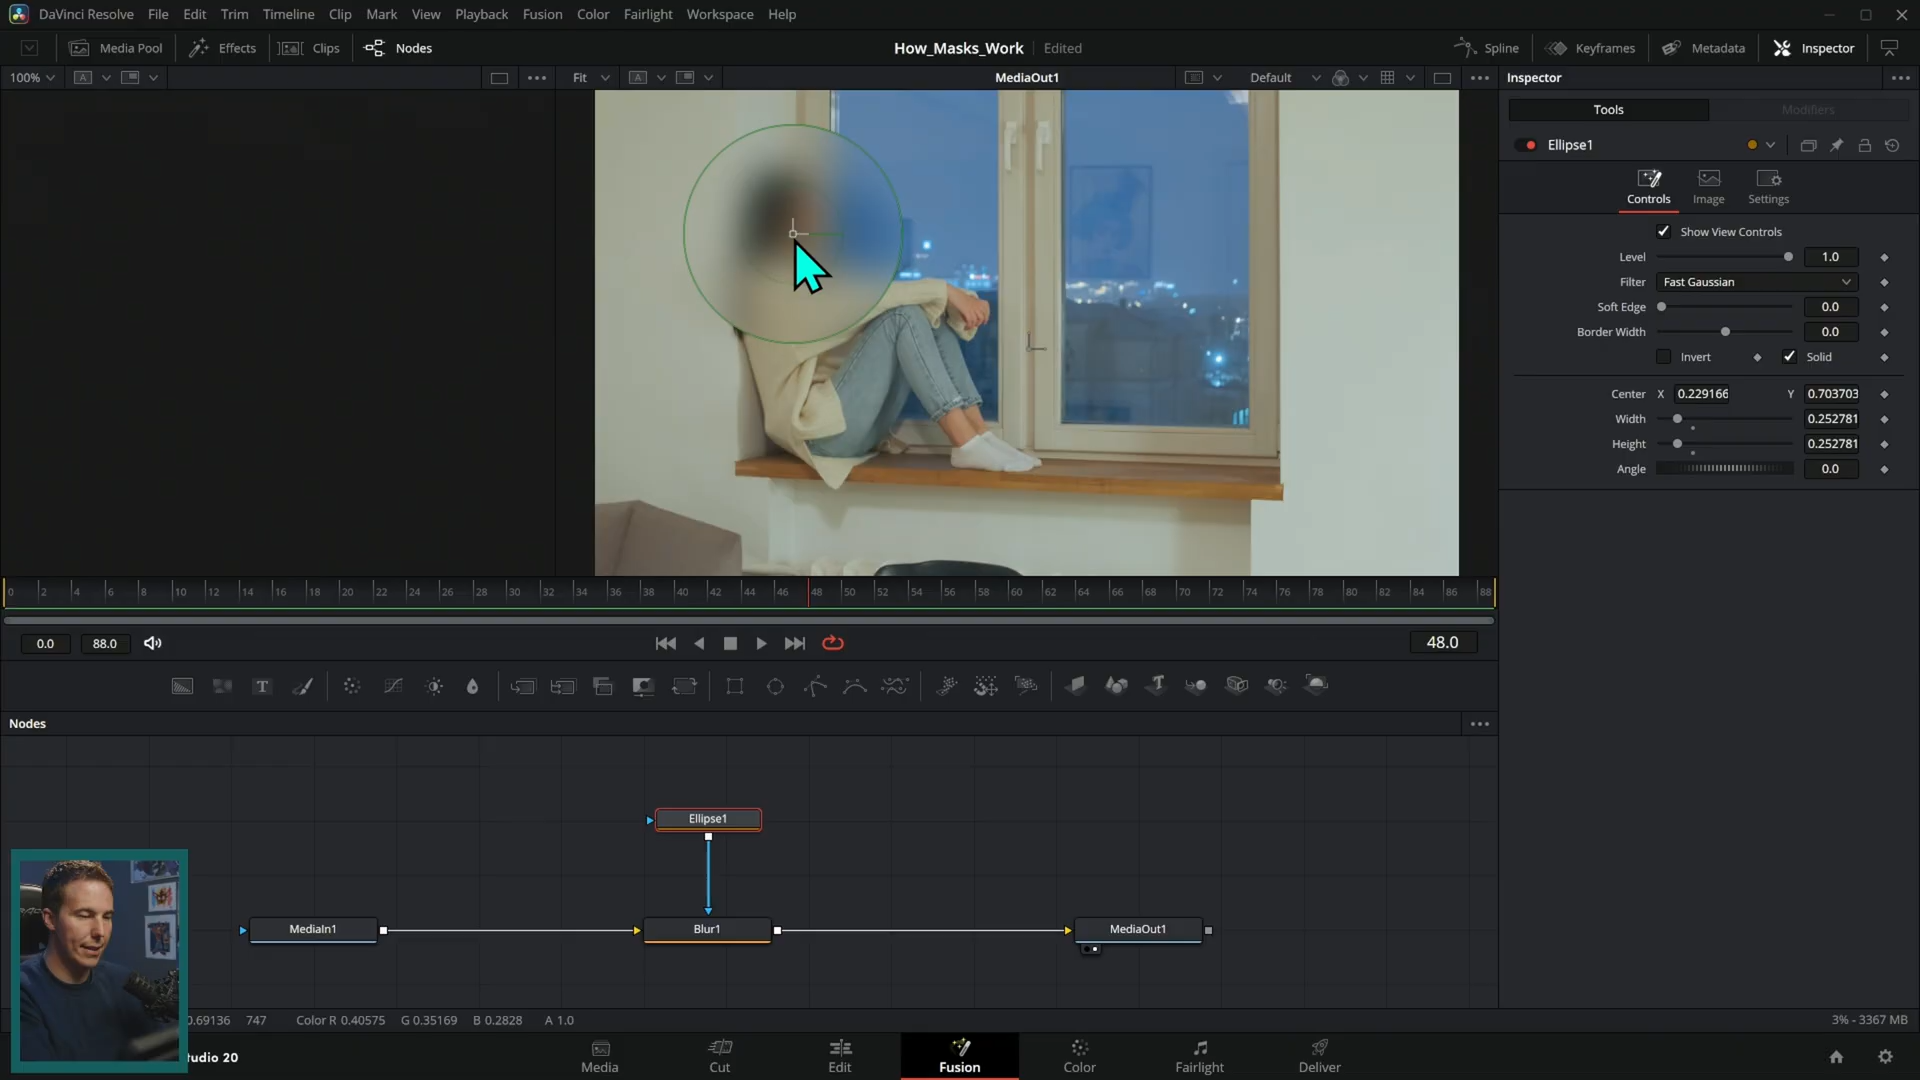 DaVinci Resolve File Edit Trim Timeline Clip Mark View Playback Fusion Color Fairlight Workspace Help
Media Pool Effects Clips Nodes How_Masks_Work Edited Spline Keyframes Metadata Inspector
100% A Fit A MediaOut1 Default Inspector
Tools Modifiers
Ellipse1
Controls Image Settings
Show View Controls
Level 1.0
Filter Fast Gaussian
Soft Edge 0.0
Border Width 0.0
Invert Solid
Center X 0.229166 Y 0.703703
Width 0.252781
Height 0.252781
Angle 0.0
0 2 4 6 8 10 12 14 16 18 20 22 24 26 28 30 32 34 36 38 40 42 44 46 48 50 52 54 56 58 60 62 64 66 68 70 72 74 76 78 80 82 84 86 88
0.0 88.0 48.0
T T
Nodes
Ellipse1
MediaIn1 Blur1 MediaOut1
0.69136 747 Color R 0.40575 G 0.35169 B 0.2828 A 1.0 3% - 3367 MB
tudio 20
Media Cut Edit Fusion Color Fairlight Deliver